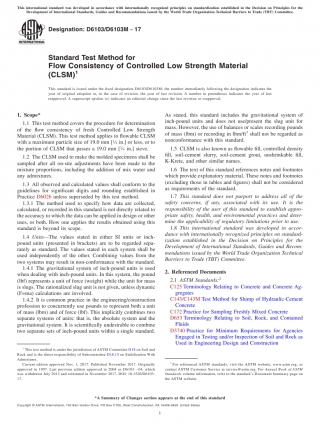 This international standard was developed in accordance with internationally recognized principles on standardization established in the Decision on Principles for the
Development of International Standards, Guides and Recommendations issued by the World Trade Organization Technical Barriers to Trade (TBT) Committee.
Designation: D6103/D6103M − 17
Standard Test Method for
Flow Consistency of Controlled Low Strength Material
(CLSM)1
This standard is issued under the fixed designation D6103/D6103M; the number immediately following the designation indicates the
year of original adoption or, in the case of revision, the year of last revision. A number in parentheses indicates the year of last
reapproval. A superscript epsilon (ε) indicates an editorial change since the last revision or reapproval.
1. Scope*
1.1 This test method covers the procedure for determination
of the flow consistency of fresh Controlled Low Strength
Material (CLSM). This test method applies to flowable CLSM
with a maximum particle size of 19.0 mm [3⁄4 in.] or less, or to
the portion of CLSM that passes a 19.0 mm [3⁄4 in.] sieve.
1.2 The CLSM used to make the molded specimens shall be
sampled after all on-site adjustments have been made to the
mixture proportions, including the addition of mix water and
any admixtures.
1.3 All observed and calculated values shall conform to the
guidelines for significant digits and rounding established in
Practice D6026 unless superseded by this test method.
1.3.1 The method used to specify how data are collected,
calculated, or recorded in this standard is not directly related to
the accuracy to which the data can be applied in design or other
uses, or both. How one applies the results obtained using this
standard is beyond its scope.
1.4 Units—The values stated in either SI units or inch-
pound units (presented in brackets) are to be regarded sepa-
rately as standard. The values stated in each system shall be
used independently of the other. Combining values from the
two systems may result in non-conformance with the standard.
1.4.1 The gravitational system of inch-pound units is used
when dealing with inch-pound units. In this system, the pound
(lbf) represents a unit of force (weight) while the unit for mass
is slugs. The rationalized slug unit is not given, unless dynamic
(F=ma) calculations are involved.
1.4.2 It is common practice in the engineering/construction
profession to concurrently use pounds to represent both a unit
of mass (lbm) and of force (lbf). This implicitly combines two
separate systems of units: that is, the absolute system and the
gravitational system. It is scientifically undesirable to combine
two separate sets of inch-pound units within a single standard.
As stated, this standard includes the gravitational system of
inch-pound units and does not use/present the slug unit for
mass. However, the use of balances or scales recording pounds
of mass (lbm) or recording in lbm/ft3 shall not be regarded as
nonconformance with this standard.
1.5 CLSM is also known as flowable fill, controlled density
fill, soil-cement slurry, soil-cement grout, unshrinkable fill,
K-Krete, and other similar names.
1.6 The text of this standard references notes and footnotes
which provide explanatory material. These notes and footnotes
(excluding those in tables and figures) shall not be considered
as requirements of the standard.
1.7 This standard does not purport to address all of the
safety concerns, if any, associated with its use. It is the
responsibility of the user of this standard to establish appro-
priate safety, health, and environmental practices and deter-
mine the applicability of regulatory limitations prior to use.
1.8 This international standard was developed in accor-
dance with internationally recognized principles on standard-
ization established in the Decision on Principles for the
Development of International Standards, Guides and Recom-
mendations issued by the World Trade Organization Technical
Barriers to Trade (TBT) Committee.
2. Referenced Documents
2.1 ASTM Standards:2
C125 Terminology Relating to Concrete and Concrete Ag-
gregates
C143/C143M Test Method for Slump of Hydraulic-Cement
Concrete
C172 Practice for Sampling Freshly Mixed Concrete
D653 Terminology Relating to Soil, Rock, and Contained
Fluids
D3740 Practice for Minimum Requirements for Agencies
Engaged in Testing and/or Inspection of Soil and Rock as
Used in Engineering Design and Construction
1 This test method is under the jurisdiction of ASTM Committee D18 on Soil and
Rock and is the direct responsibility of Subcommittee D18.15 on Stabilization With
Admixtures.
Current edition approved Nov. 1, 2017. Published November 2017. Originally
approved in 1997. Last previous edition approved in 2004 as D6103 – 04, which
was withdrawn July 2013 and reinstated in November 2017. DOI: 10.1520/D6103-
17.
2 For referenced ASTM standards, visit the ASTM website, www.astm.org, or
contact ASTM Customer Service at service@astm.org. For Annual Book of ASTM
Standards volume information, refer to the standard's Document Summary page on
the ASTM website.
*A Summary of Changes section appears at the end of this standard
Copyright © ASTM International, 100 Barr Harbor Drive, PO Box C700, West Conshohocken, PA 19428-2959. United States
1